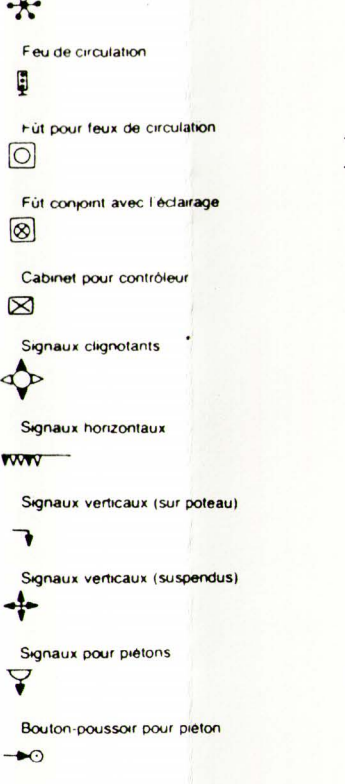 Feu de circulation
Fût pour feux de circulation
Fût conjoint avec l'éclairage
Cabinet pour contrôleur
Signaux clignotants
Signaux horizontaux
Signaux verticaux (sur poteau)
Signaux verticaux (suspendus)
Signaux pour piétons
Bouton-poussoir pour piéton